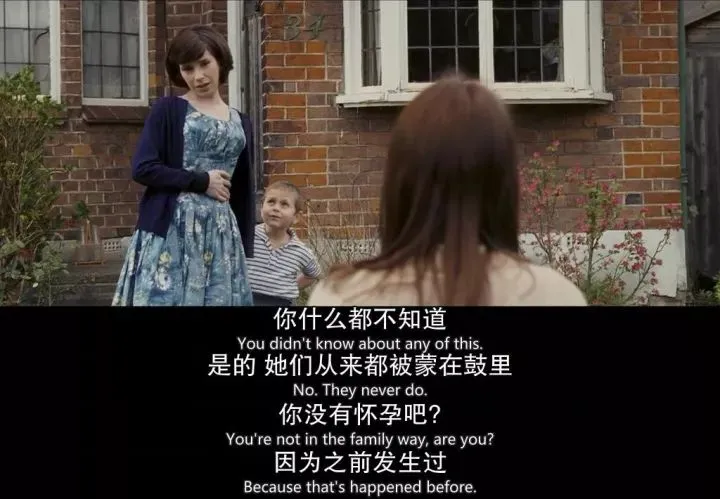 34
你什么都不知道
You didn't know about any of this.
是的 她们从来都被蒙在鼓里
No. They never do.
你没有怀孕吧?
You're not in the family way, are you?
因为之前发生过
Because that's happened before.